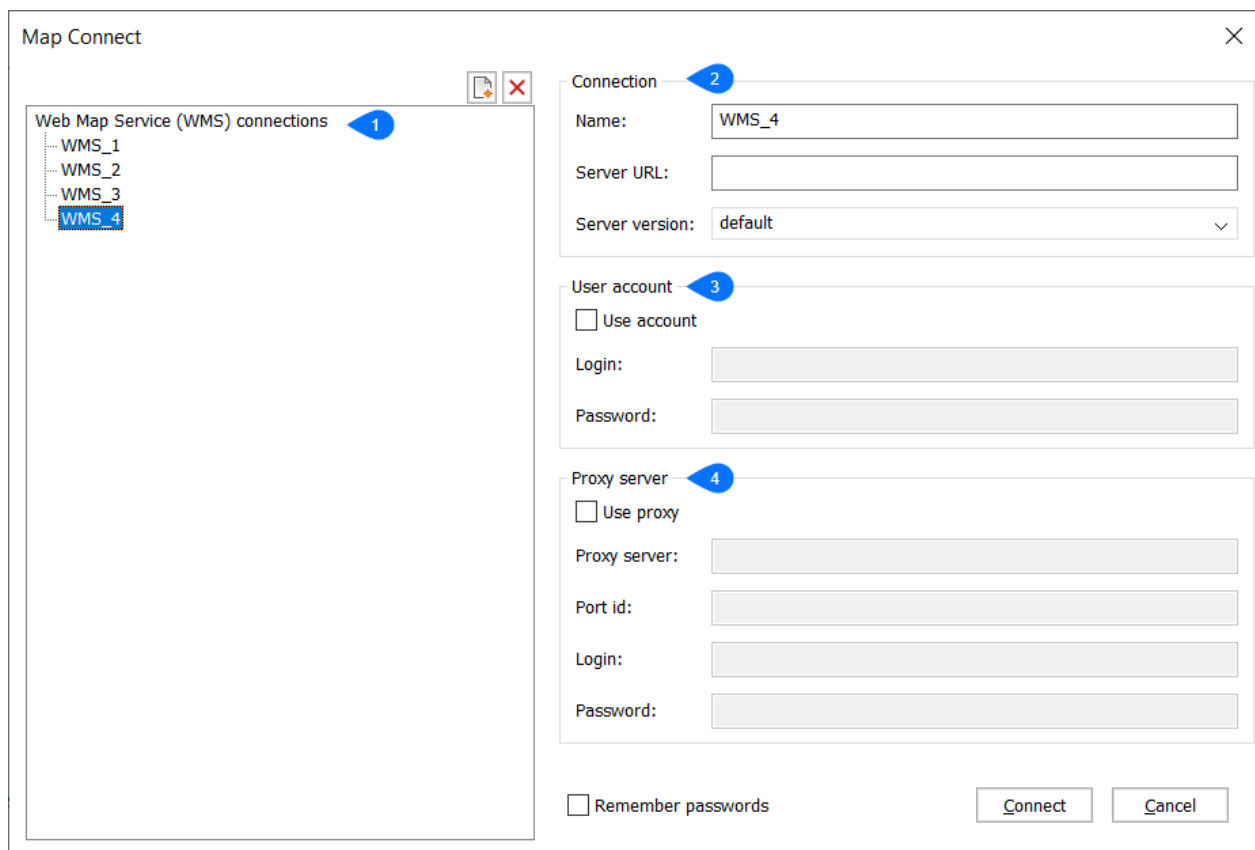 Map Connect
Web Map Service (WMS) connections
1
WMS_1
WMS_2
WMS_3
WMS_4
Connection
2
Name:
WMS_4
Server URL:
Server version:
default
User account
3
Use account
Login:
Password:
Proxy server
4
Use proxy
Proxy server:
Port id:
Login:
Password:
Remember passwords
Connect
Cancel